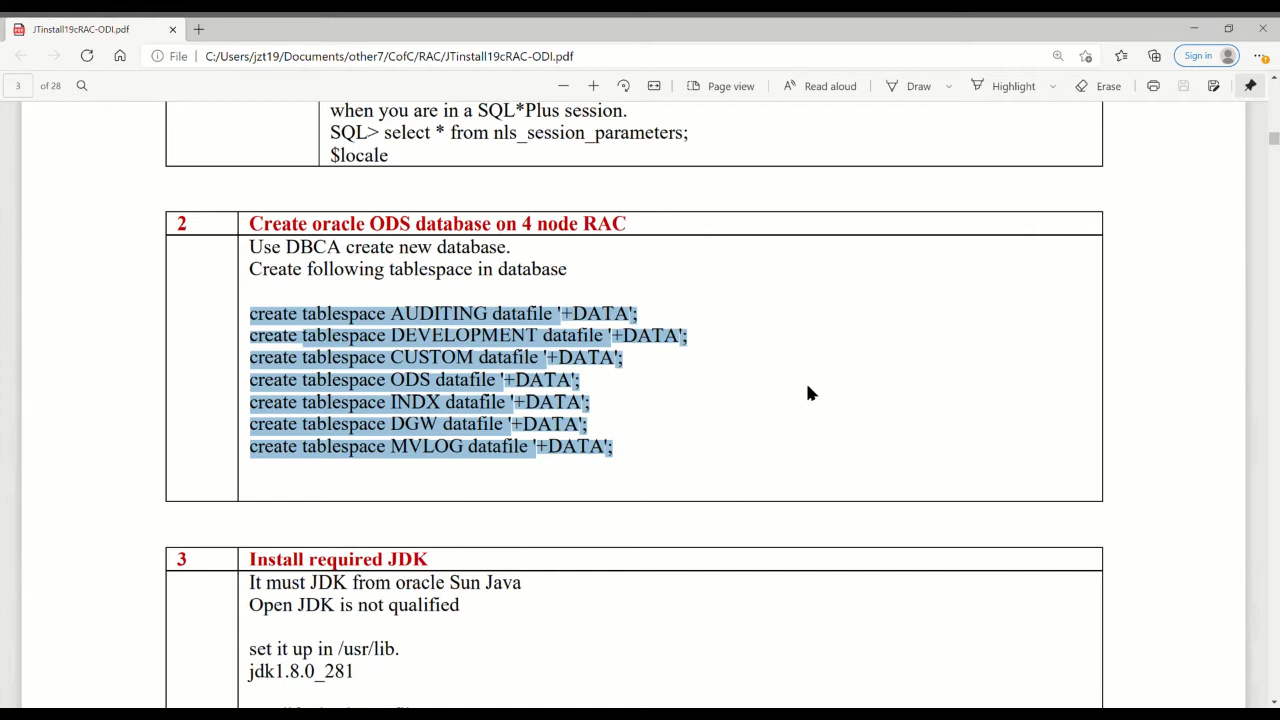 JTinstall19cRAC-ODI.pdf
File C:/Users/jzt19/Documents/other7/CofC/RAC/JTinstall19cRAC-ODI.pdf Sign in
3 of 28 Page view Read aloud Draw Highlight Erase
when you are in a SQL*Plus session.
SQL> select * from nls_session_parameters;
$locale
2 Create oracle ODS database on 4 node RAC
Use DBCA create new database.
Create following tablespace in database
create tablespace AUDITING datafile '+DATA';
create tablespace DEVELOPMENT datafile '+DATA';
create tablespace CUSTOM datafile '+DATA';
create tablespace ODS datafile '+DATA';
create tablespace INDX datafile '+DATA';
create tablespace DGW datafile '+DATA';
create tablespace MVLOG datafile '+DATA';
3 Install required JDK
It must JDK from oracle Sun Java
Open JDK is not qualified
set it up in /usr/lib.
jdk1.8.0_281